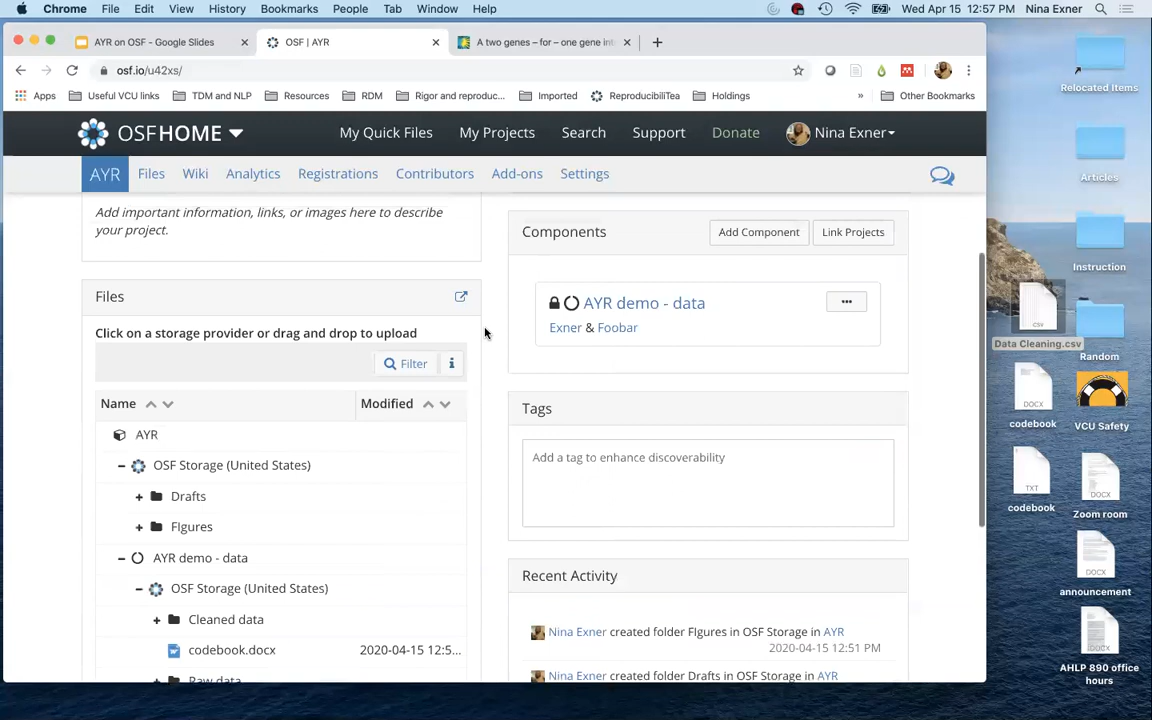 Chrome File Edit View History Bookmarks People Tab Window Help Wed Apr 15 12:57 PM Nina Exner
AYR on OSF - Google Slides OSF | AYR A two genes – for – one gene int
osf.io/u42xs/
Apps Useful VCU links TDM and NLP Resources RDM Rigor and reproduc... Imported ReproducibiliTea Holdings » Other Bookmarks
OSFHOME My Quick Files My Projects Search Support Donate Nina Exner
AYR Files Wiki Analytics Registrations Contributors Add-ons Settings
Add important information, links, or images here to describe
your project.
Files
Click on a storage provider or drag and drop to upload
Filter
Name Modified
AYR
OSF Storage (United States)
Drafts
FIgures
AYR demo - data
OSF Storage (United States)
Cleaned data
codebook.docx 2020-04-15 12:5...
Raw data
Components Add Component Link Projects
AYR demo - data
Exner & Foobar
Tags
Add a tag to enhance discoverability
Recent Activity
Nina Exner created folder FIgures in OSF Storage in AYR
2020-04-15 12:51 PM
Nina Exner created folder Drafts in OSF Storage in AYR
Relocated Items
Articles
Instruction
CSV
Data Cleaning.csv
Random
DOCX
codebook
VCU Safety
TXT
codebook
DOCX
Zoom room
DOCX
announcement
DOCX
AHLP 890 office
hours